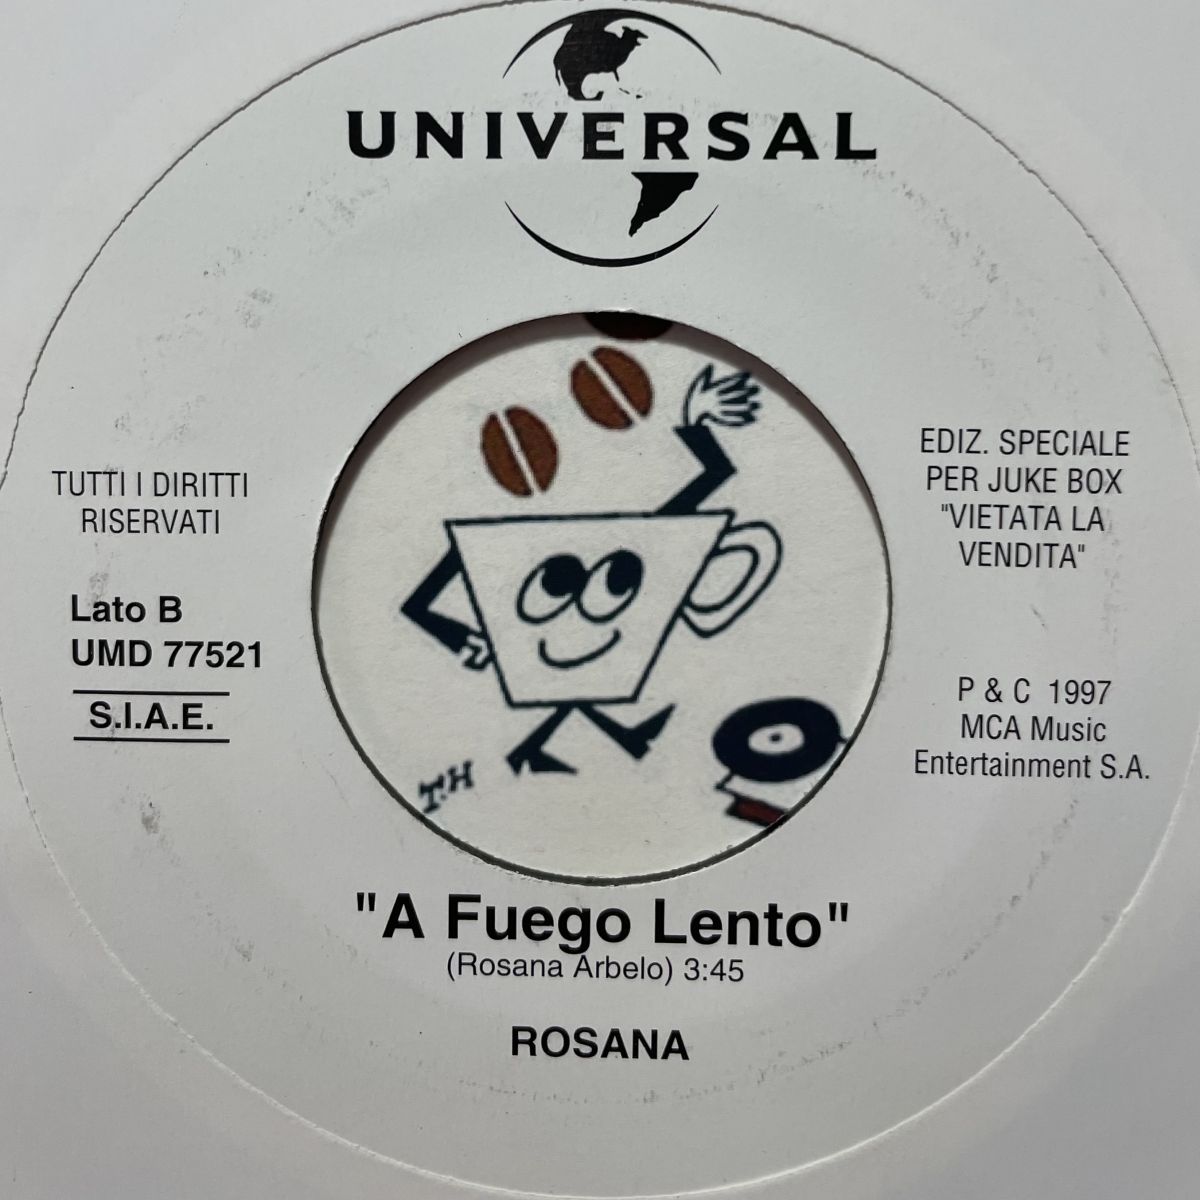 UNIVERSAL
TUTTI I DIRITTI
RISERVATI
Lato B
UMD 77521
S.I.A.E.
EDIZ. SPECIALE
PER JUKE BOX
"VIETATA LA
VENDITA"
P & C 1997
MCA Music
Entertainment S.A.
T.H
"A Fuego Lento"
(Rosana Arbelo) 3:45
ROSANA